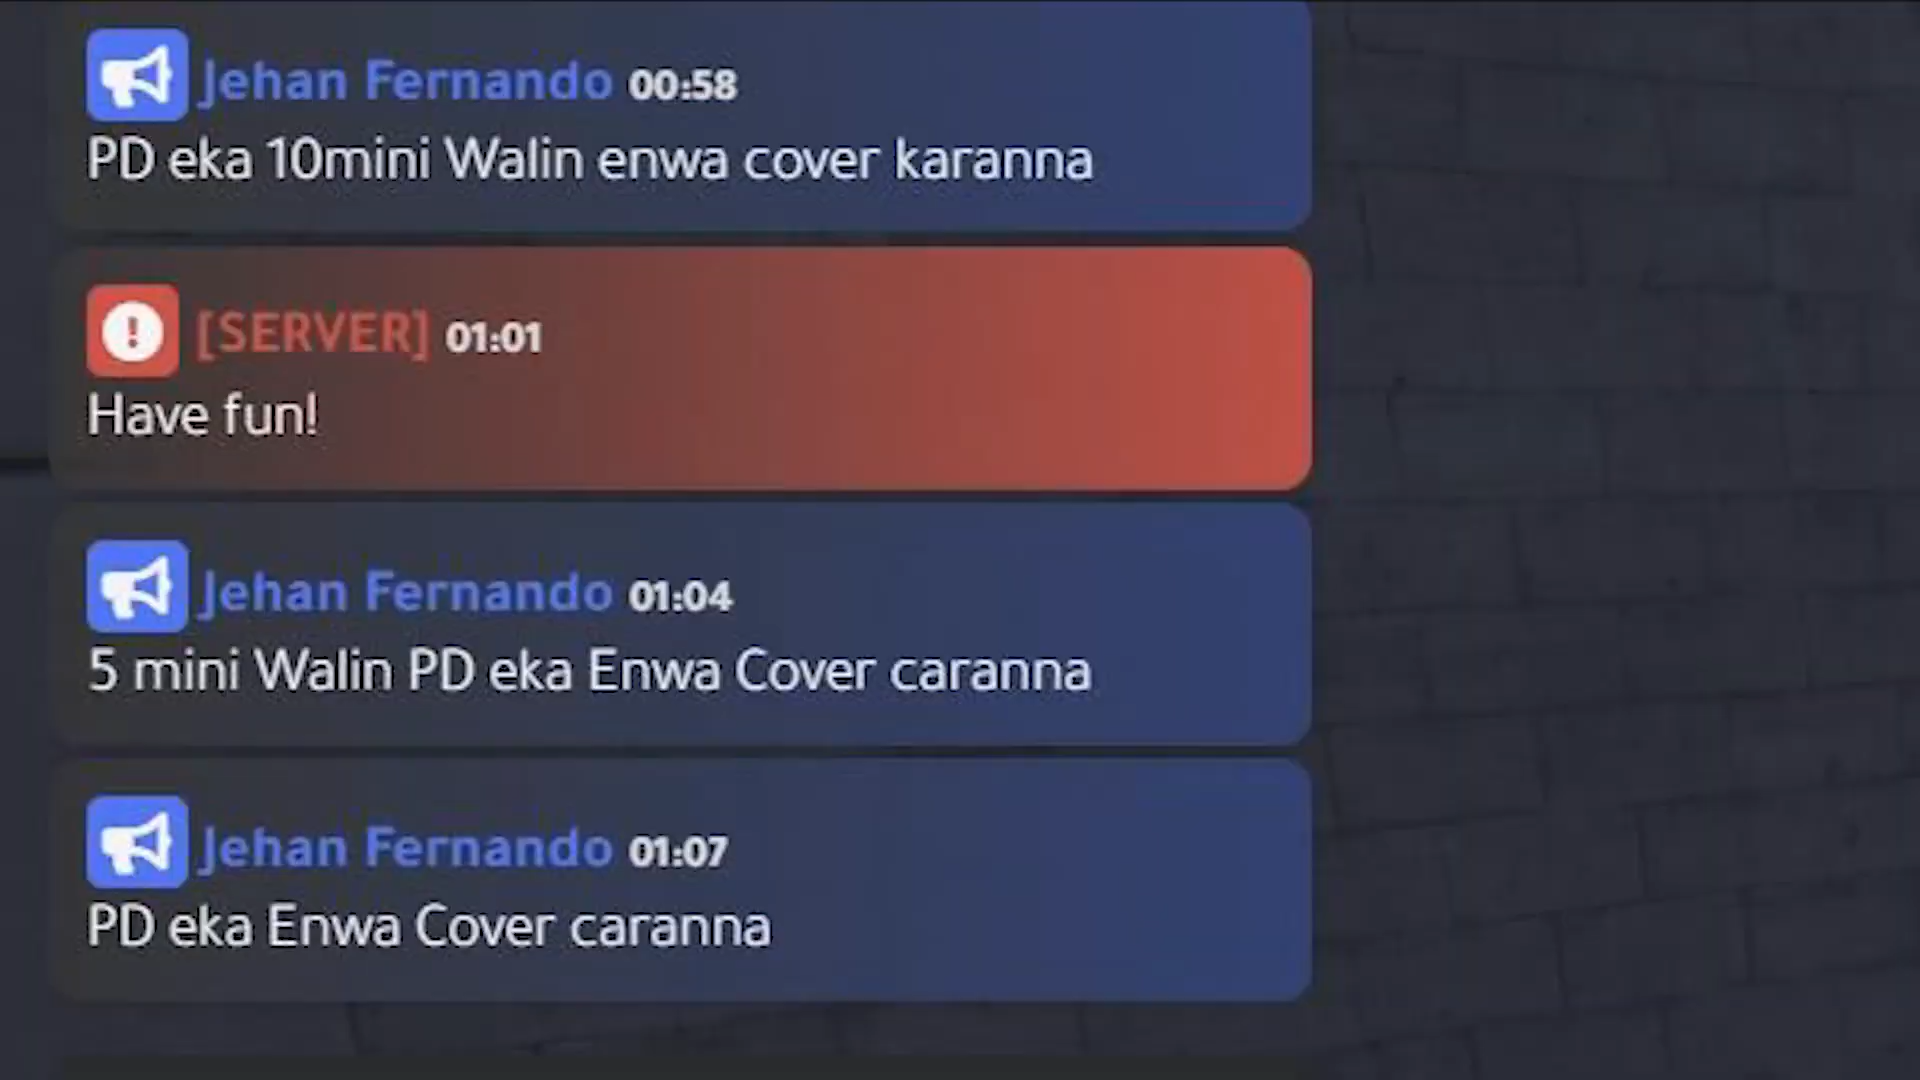 Jehan Fernando 00:58
PD eka 10mini Walin enwa cover karanna
[SERVER] 01:01
Have fun!
Jehan Fernando 01:04
5 mini Walin PD eka Enwa Cover caranna
Jehan Fernando 01:07
PD eka Enwa Cover caranna